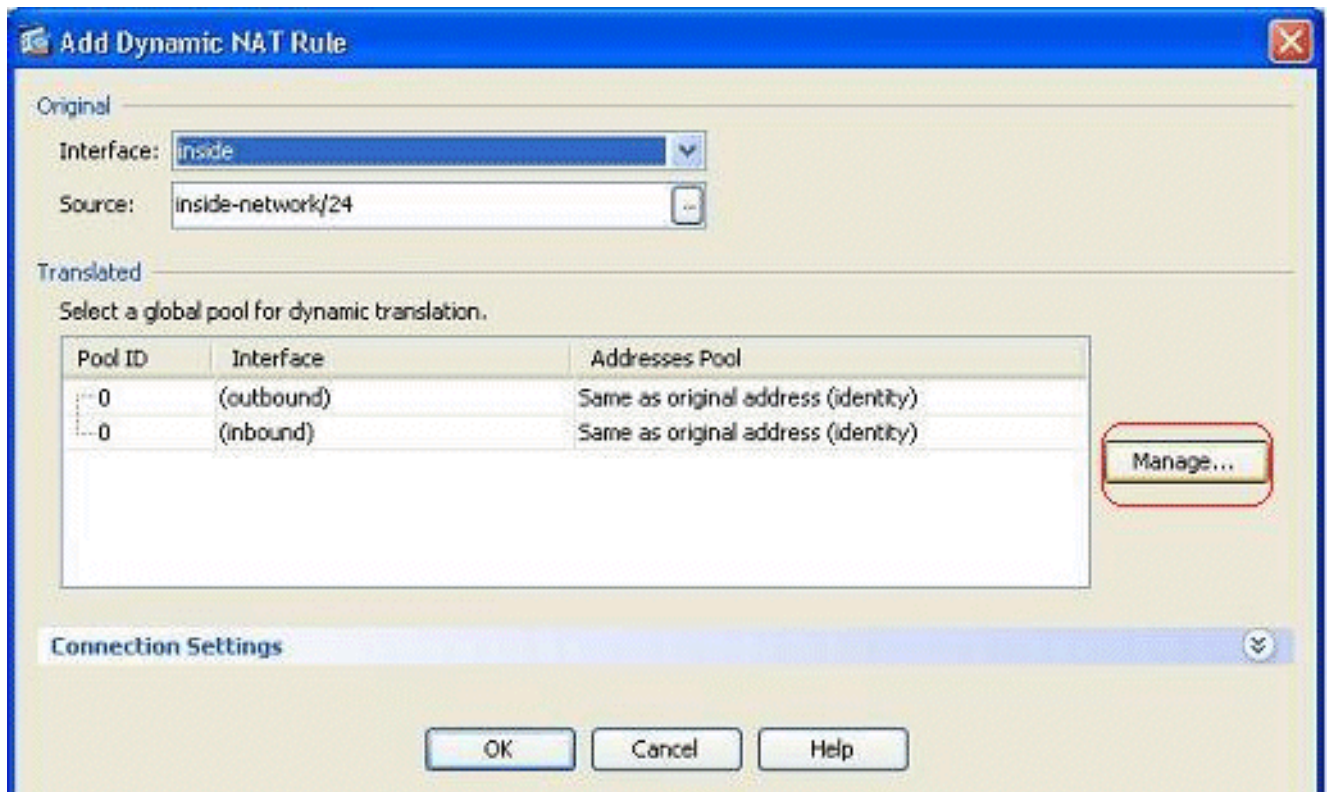 Add Dynamic NAT Rule
Original
Interface: inside
Source: inside-network/24
...
Translated
Select a global pool for dynamic translation.
Pool ID Interface Addresses Pool
0 (outbound) Same as original address (identity)
0 (inbound) Same as original address (identity)
Manage...
Connection Settings
OK Cancel Help